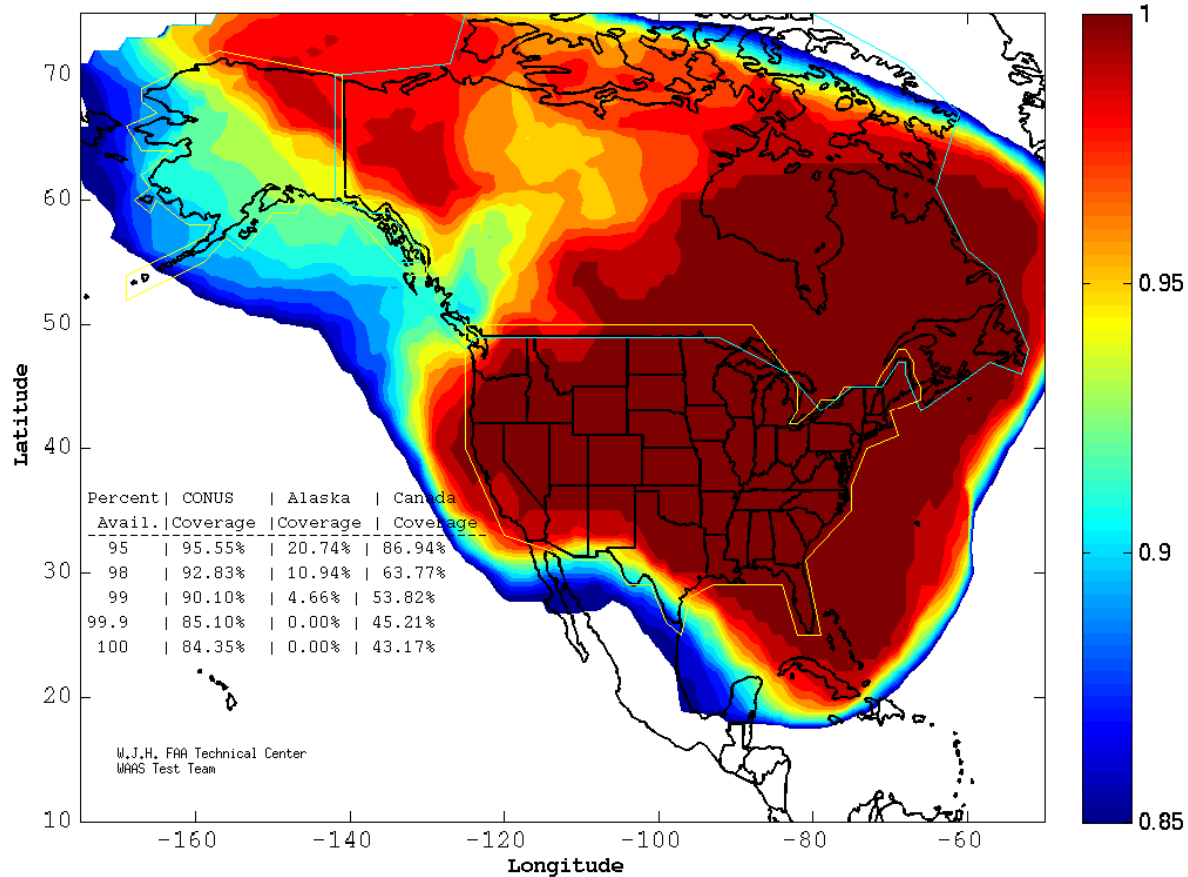 1
70
60
0.95
50
Latitude
40
Percent| CONUS | Alaska | Canada
Avail.|Coverage |Coverage | Coverage
95 | 95.55% | 20.74% | 86.94%
98 | 92.83% | 10.94% | 63.77%
99 | 90.10% | 4.66% | 53.82%
99.9 | 85.10% | 0.00% | 45.21%
100 | 84.35% | 0.00% | 43.17%
0.9
30
20
W.J.H. FAA Technical Center
WAAS Test Team
10
0.85
-160 -140 -120 -100 -80 -60
Longitude